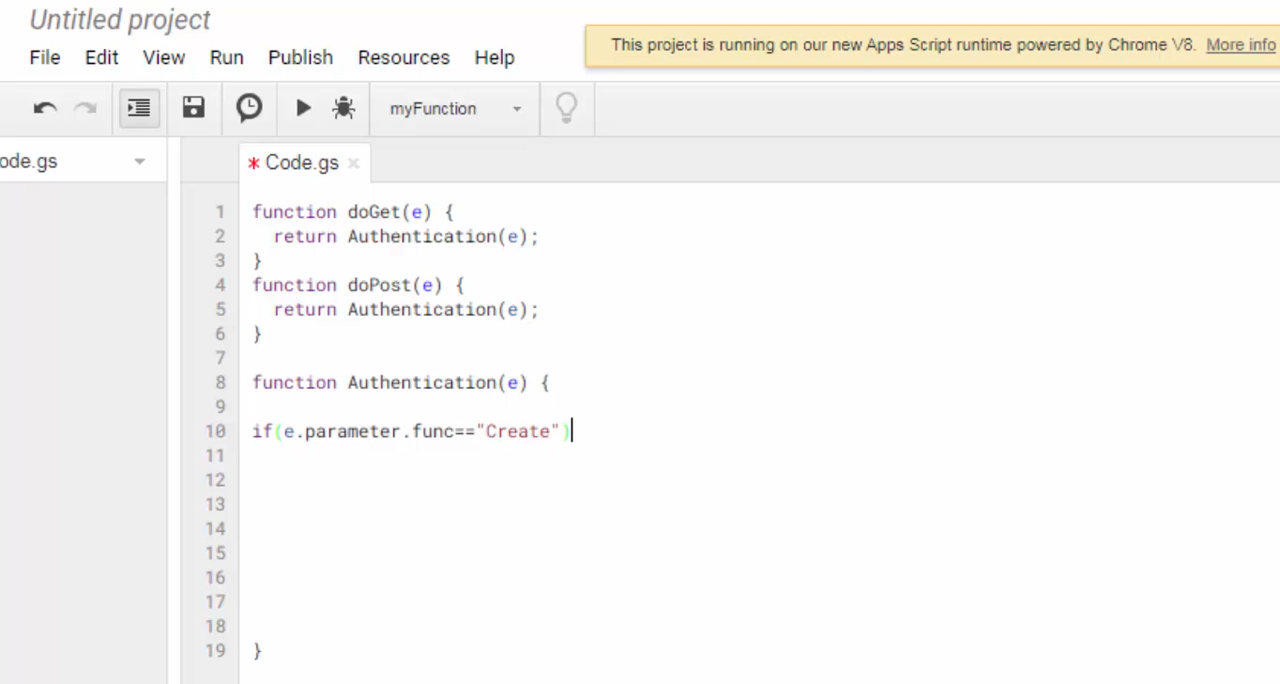 Untitled project
This project is running on our new Apps Script runtime powered by Chrome V8. More info
File Edit View Run Publish Resources Help
myFunction
ode.gs
* Code.gs ×
1 function doGet(e) {
2   return Authentication(e);
3 }
4 function doPost(e) {
5   return Authentication(e);
6 }
7
8 function Authentication(e) {
9
10 if(e.parameter.func=="Create")
11
12
13
14
15
16
17
18
19 }